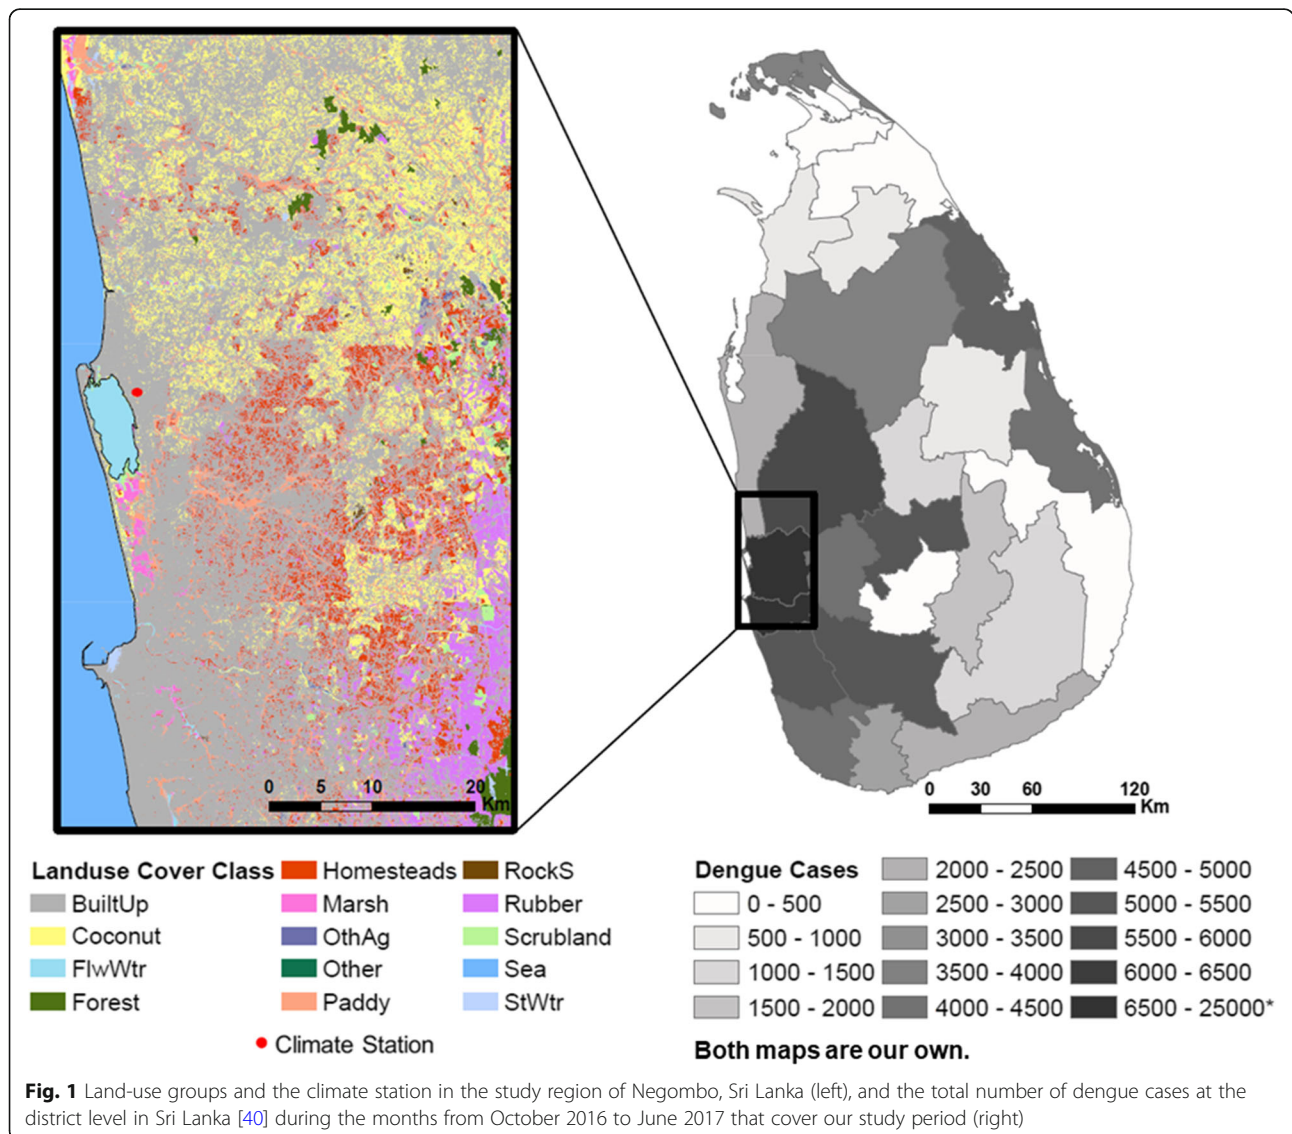 0 5 10 20
Km
0 30 60 120
Km
Landuse Cover Class
BuiltUp
Coconut
FlwWtr
Forest
Homesteads
Marsh
OthAg
Other
Paddy
RockS
Rubber
Scrubland
Sea
StWtr
Climate Station
Dengue Cases
0 - 500
500 - 1000
1000 - 1500
1500 - 2000
2000 - 2500
2500 - 3000
3000 - 3500
3500 - 4000
4000 - 4500
4500 - 5000
5000 - 5500
5500 - 6000
6000 - 6500
6500 - 25000*
Both maps are our own.
Fig. 1 Land-use groups and the climate station in the study region of Negombo, Sri Lanka (left), and the total number of dengue cases at the
district level in Sri Lanka [40] during the months from October 2016 to June 2017 that cover our study period (right)